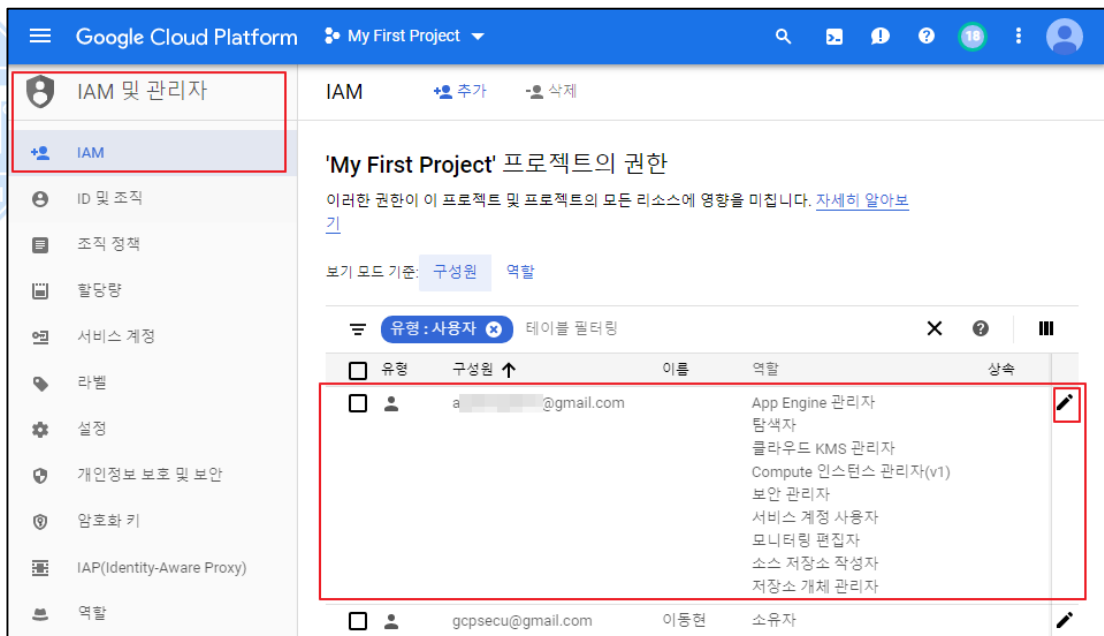 Google Cloud Platform
My First Project
18
IAM 및 관리자
IAM
ID 및 조직
조직 정책
할당량
서비스 계정
라벨
설정
개인정보 보호 및 보안
암호화 키
IAP(Identity-Aware Proxy)
역할
IAM 추가 삭제
'My First Project' 프로젝트의 권한
이러한 권한이 이 프로젝트 및 프로젝트의 모든 리소스에 영향을 미칩니다. 자세히 알아보
기
보기 모드 기준: 구성원 역할
유형 : 사용자 테이블 필터링
유형 구성원 이름 역할 상속
a @gmail.com App Engine 관리자
탐색자
클라우드 KMS 관리자
Compute 인스턴스 관리자(v1)
보안 관리자
서비스 계정 사용자
모니터링 편집자
소스 저장소 작성자
저장소 개체 관리자
gcpsecu@gmail.com 이동현 소유자